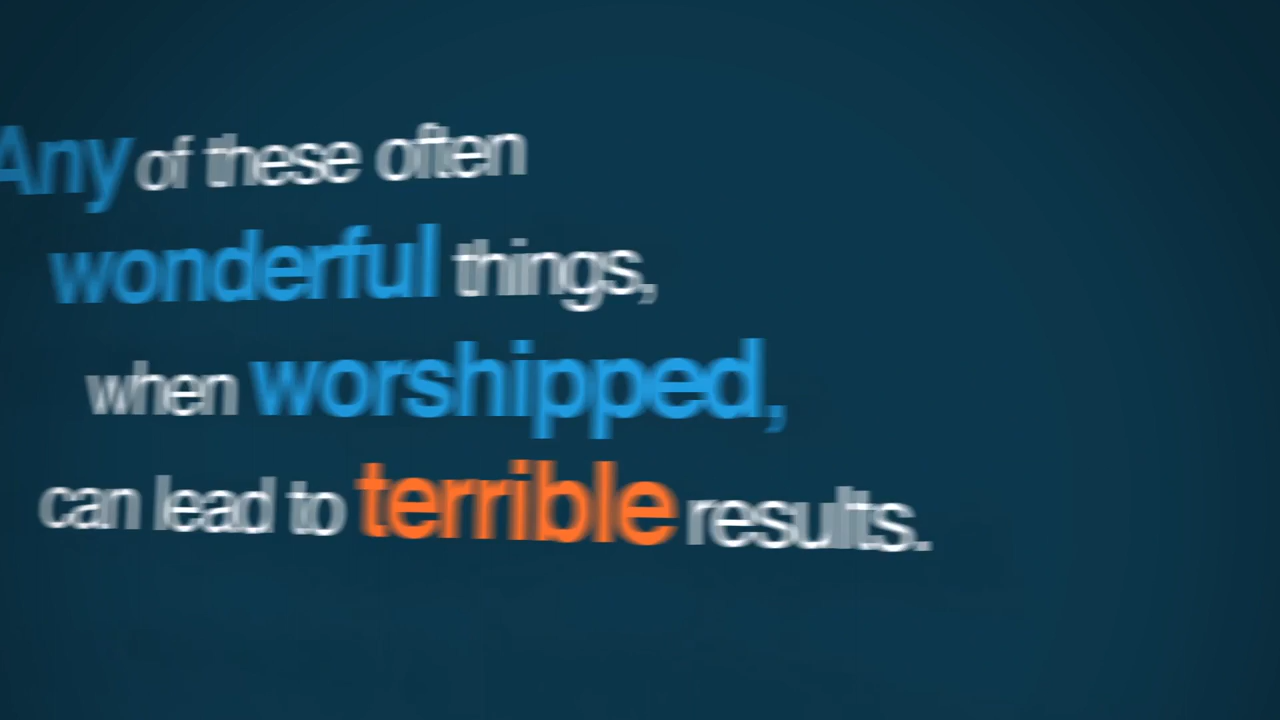 Any of these often
wonderful things,
when worshipped,
can lead to terrible results.